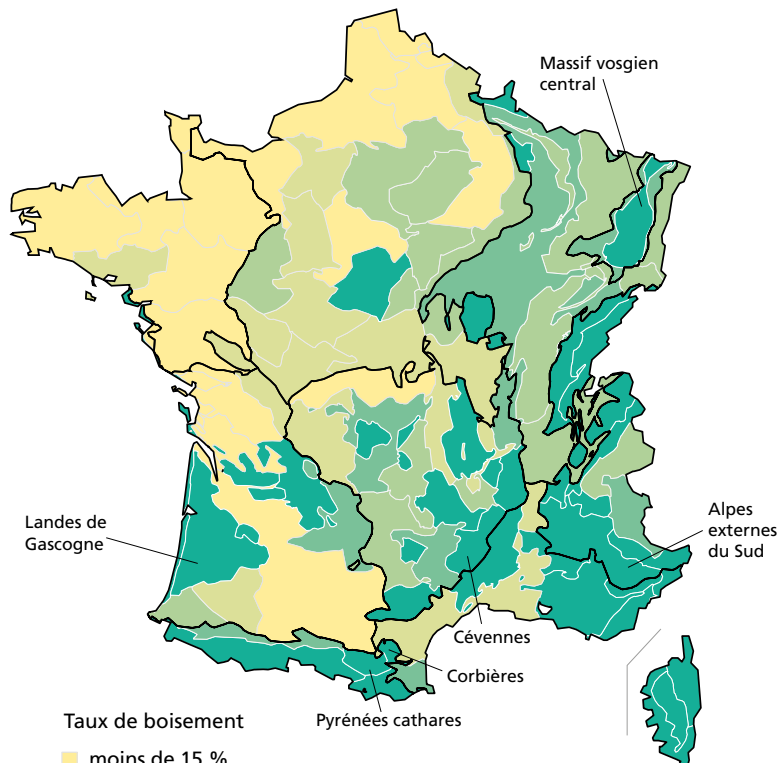 Massif vosgien
central
Landes de
Gascogne
Alpes
externes
du Sud
Cévennes
Corbières
Pyrénées cathares
Taux de boisement
moins de 15 %